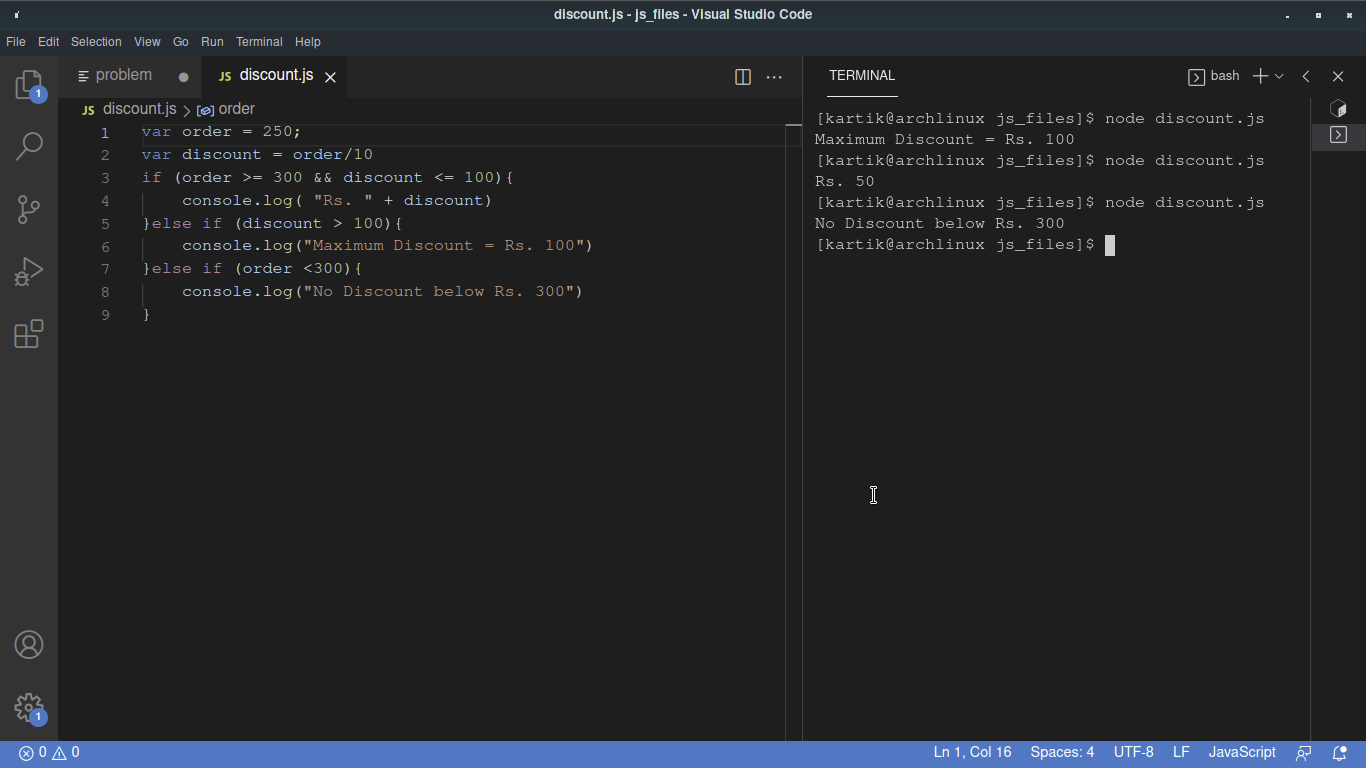 discount.js - js_files - Visual Studio Code
File Edit Selection View Go Run Terminal Help
problem
JS discount.js
JS discount.js > order
1 var order = 250;
2 var discount = order/10
3 if (order >= 300 && discount <= 100){
4     console.log( "Rs. " + discount)
5 }else if (discount > 100){
6     console.log("Maximum Discount = Rs. 100")
7 }else if (order <300){
8     console.log("No Discount below Rs. 300")
9 }
TERMINAL
bash
[kartik@archlinux js_files]$ node discount.js
Maximum Discount = Rs. 100
[kartik@archlinux js_files]$ node discount.js
Rs. 50
[kartik@archlinux js_files]$ node discount.js
No Discount below Rs. 300
[kartik@archlinux js_files]$
1
1
0 0
Ln 1, Col 16 Spaces: 4 UTF-8 LF JavaScript